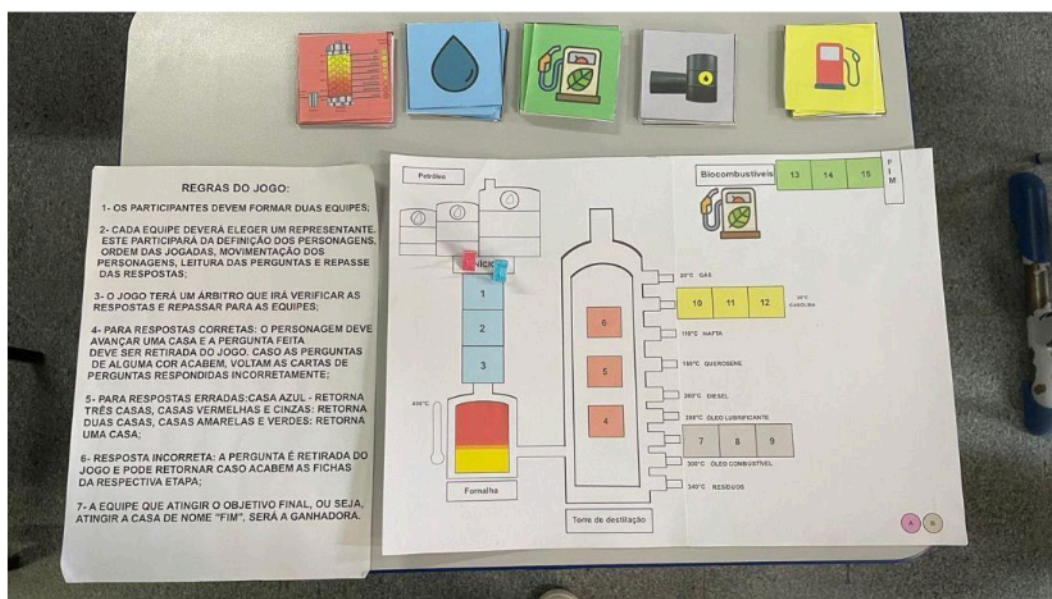 REGRAS DO JOGO:
1- OS PARTICIPANTES DEVEM FORMAR DUAS EQUIPES;
2- CADA EQUIPE DEVERÁ ELEGER UM REPRESENTANTE.
ESTE PARTICIPARÁ DA DEFINIÇÃO DOS PERSONAGENS,
ORDEM DAS JOGADAS, MOVIMENTAÇÃO DOS
PERSONAGENS, LEITURA DAS PERGUNTAS E REPASSE
DAS RESPOSTAS;
3- O JOGO TERÁ UM ÁRBITRO QUE IRÁ VERIFICAR AS
RESPOSTAS E REPASSAR PARA AS EQUIPES;
4- PARA RESPOSTAS CORRETAS: O PERSONAGEM DEVE
AVANÇAR UMA CASA E A PERGUNTA FEITA
DEVE SER RETIRADA DO JOGO. CASO AS PERGUNTAS
DE ALGUMA COR ACABEM, VOLTAM AS CARTAS DE
PERGUNTAS RESPONDIDAS INCORRETAMENTE;
5- PARA RESPOSTAS ERRADAS:CASA AZUL - RETORNA
TRÊS CASAS, CASAS VERMELHAS E CINZAS: RETORNA
DUAS CASAS, CASAS AMARELAS E VERDES: RETORNA
UMA CASA;
6- RESPOSTA INCORRETA: A PERGUNTA É RETIRADA DO
JOGO E PODE RETORNAR CASO ACABEM AS FICHAS
DA RESPECTIVA ETAPA;
7- A EQUIPE QUE ATINGIR O OBJETIVO FINAL, OU SEJA,
ATINGIR A CASA DE NOME "FIM", SERÁ A GANHADORA.
Petróleo
INÍCIO
1
2
3
400°C
Fornalha
6
5
4
Torre de destilação
Biocombustíveis
13 14 15
FIM
20°C GÁS
10 11 12
GASOLINA
NAFTA
QUEROSENE
DIESEL
ÓLEO LUBRIFICANTE
7 8 9
300°C ÓLEO COMBUSTÍVEL
340°C RESÍDUOS
A B